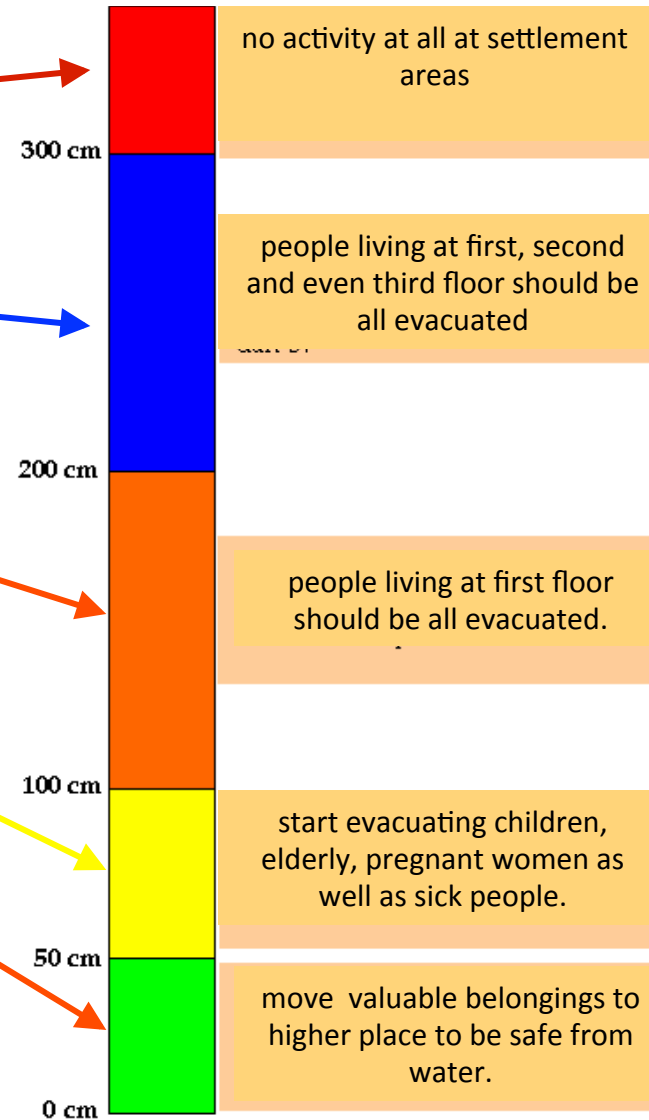 no activity at all at settlement
areas
300 cm
people living at first, second
and even third floor should be
all evacuated
200 cm
people living at first floor
should be all evacuated.
100 cm
start evacuating children,
elderly, pregnant women as
well as sick people.
50 cm
move  valuable belongings to
higher place to be safe from
water.
0 cm